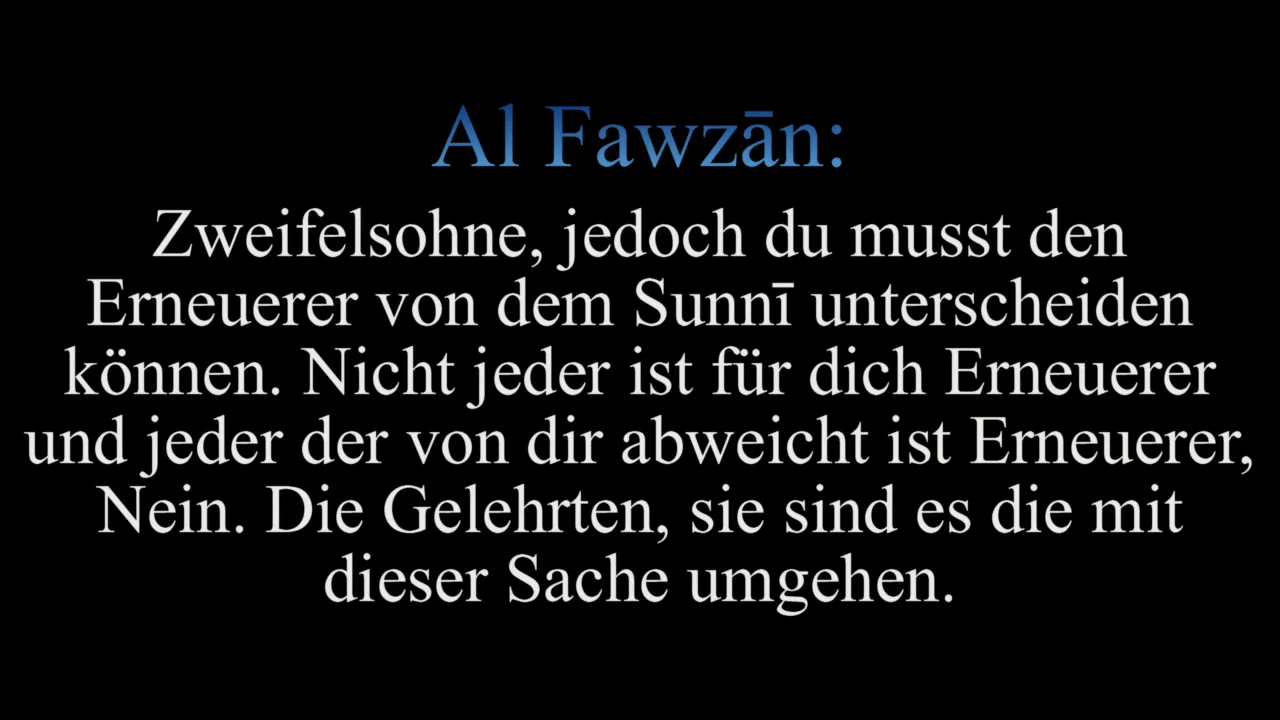 Al Fawzān:
Zweifelsohne, jedoch du musst den
Erneuerer von dem Sunnī unterscheiden
können. Nicht jeder ist für dich Erneuerer
und jeder der von dir abweicht ist Erneuerer,
Nein. Die Gelehrten, sie sind es die mit
dieser Sache umgehen.